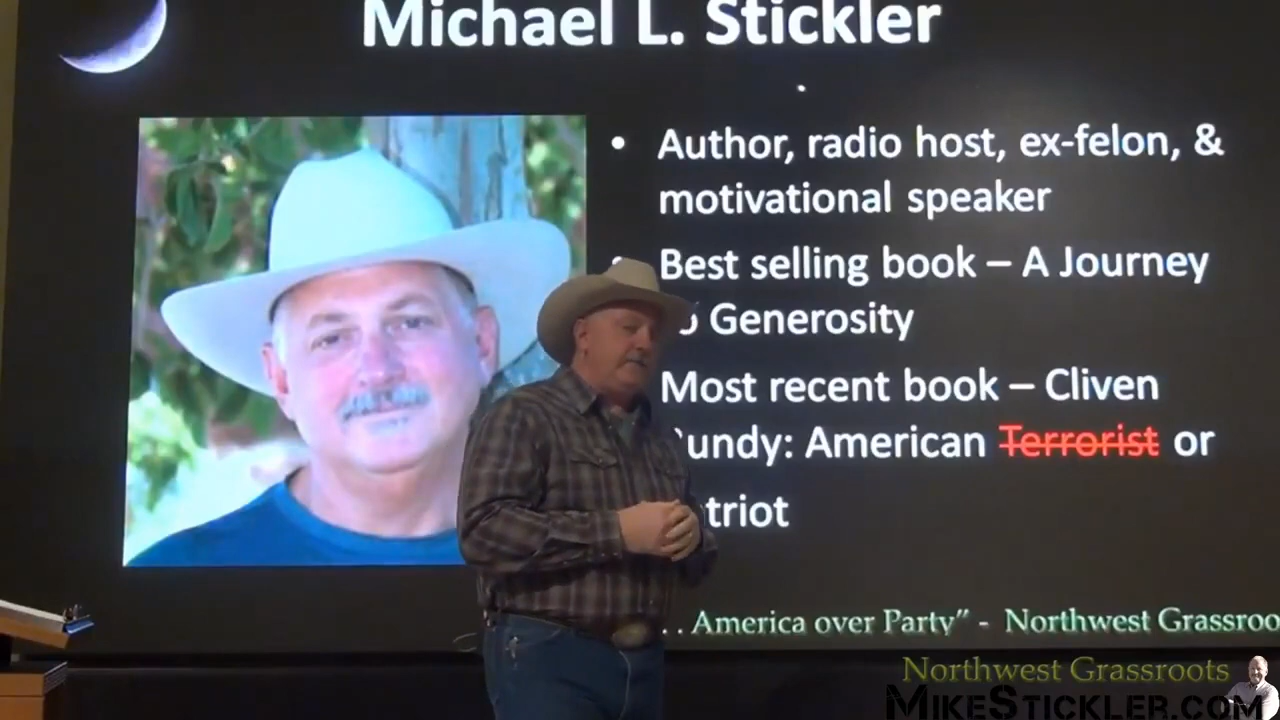 Michael L. Stickler
• Author, radio host, ex-felon, &
motivational speaker
Best selling book – A Journey
Generosity
Most recent book – Cliven
undy: American Terrorist or
atriot
. . America over Party” - Northwest Grassroo
Northwest Grassroots
MIKESTICKLER.COM